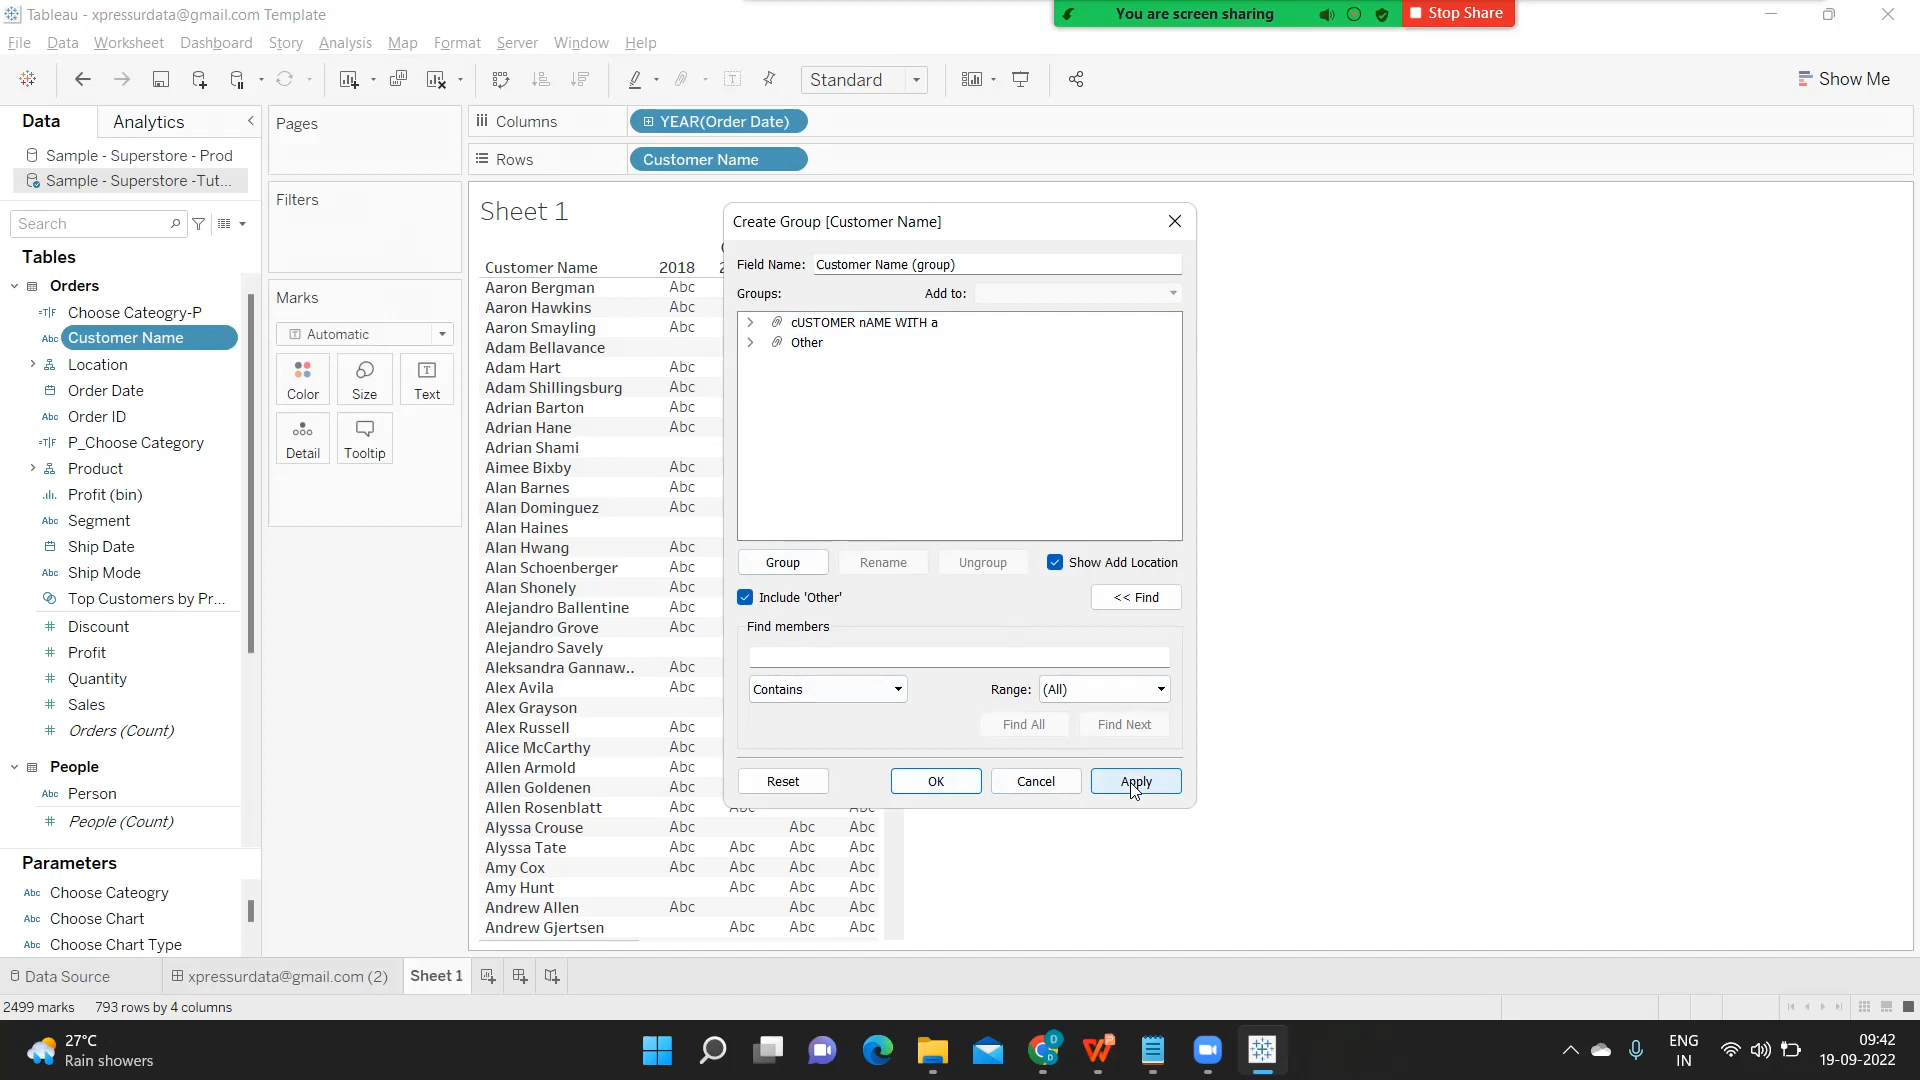 Tableau - xpressurdata@gmail.com Template
You are screen sharing
Stop Share
File Data Worksheet Dashboard Story Analysis Map Format Server Window Help
Standard
Show Me
Data Analytics
Sample - Superstore - Prod
Sample - Superstore -Tut...
Search
Tables
Orders
Choose Cateogry-P
Abc Customer Name
Location
Order Date
Abc Order ID
P_Choose Category
Product
Profit (bin)
Abc Segment
Ship Date
Abc Ship Mode
Top Customers by Pr...
Discount
Profit
Quantity
Sales
Orders (Count)
People
Abc Person
People (Count)
Parameters
Abc Choose Cateogry
Abc Choose Chart
Abc Choose Chart Type
Pages
Filters
Marks
Automatic
Color Size Text
Detail Tooltip
Columns YEAR(Order Date)
Rows Customer Name
Sheet 1
Customer Name 2018
Aaron Bergman Abc
Aaron Hawkins Abc
Aaron Smayling Abc
Adam Bellavance
Adam Hart Abc
Adam Shillingsburg Abc
Adrian Barton Abc
Adrian Hane Abc
Adrian Shami
Aimee Bixby Abc
Alan Barnes Abc
Alan Dominguez Abc
Alan Haines
Alan Hwang Abc
Alan Schoenberger Abc
Alan Shonely Abc
Alejandro Ballentine Abc
Alejandro Grove Abc
Alejandro Savely
Aleksandra Gannaw.. Abc
Alex Avila Abc
Alex Grayson
Alex Russell Abc
Alice McCarthy Abc
Allen Armold Abc
Allen Goldenen Abc
Allen Rosenblatt Abc Abc Abc Abc
Alyssa Crouse Abc Abc Abc
Alyssa Tate Abc Abc Abc Abc
Amy Cox Abc Abc Abc Abc
Amy Hunt Abc Abc Abc
Andrew Allen Abc Abc Abc
Andrew Gjertsen Abc Abc Abc
Create Group [Customer Name]
Field Name: Customer Name (group)
Groups: Add to:
cUSTOMER nAME WITH a
Other
Group Rename Ungroup Show Add Location
Include 'Other' << Find
Find members
Contains Range: (All)
Find All Find Next
Reset OK Cancel Apply
Data Source xpressurdata@gmail.com (2) Sheet 1
2499 marks 793 rows by 4 columns
27°C
Rain showers
ENG
IN
09:42
19-09-2022